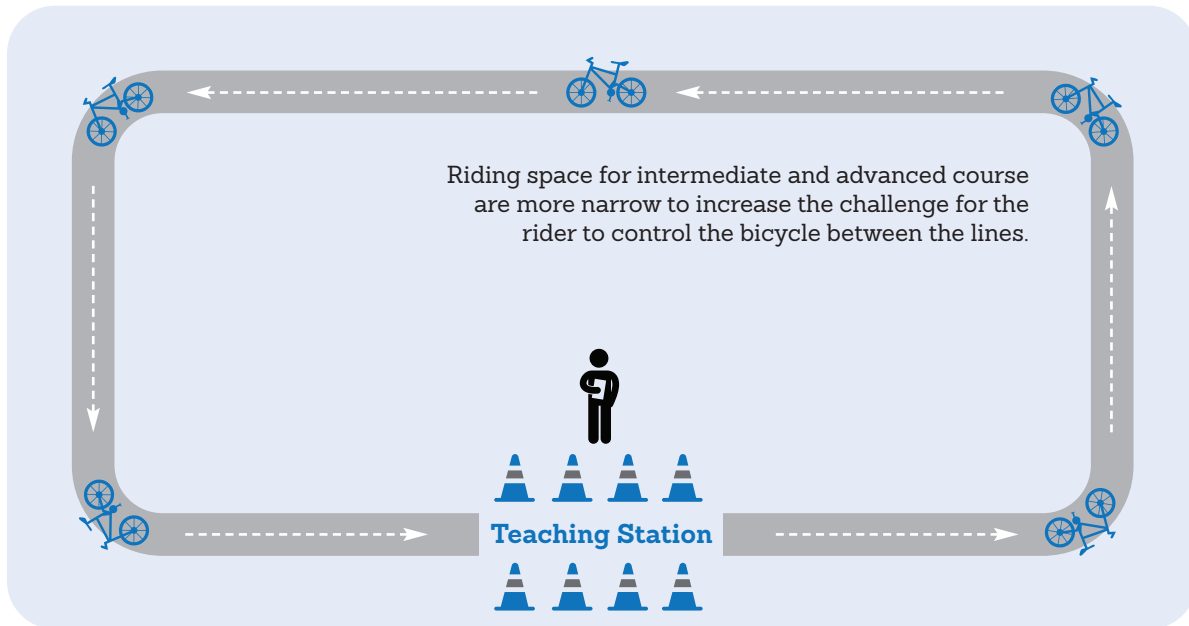 Riding space for intermediate and advanced course
are more narrow to increase the challenge for the
rider to control the bicycle between the lines.
Teaching Station